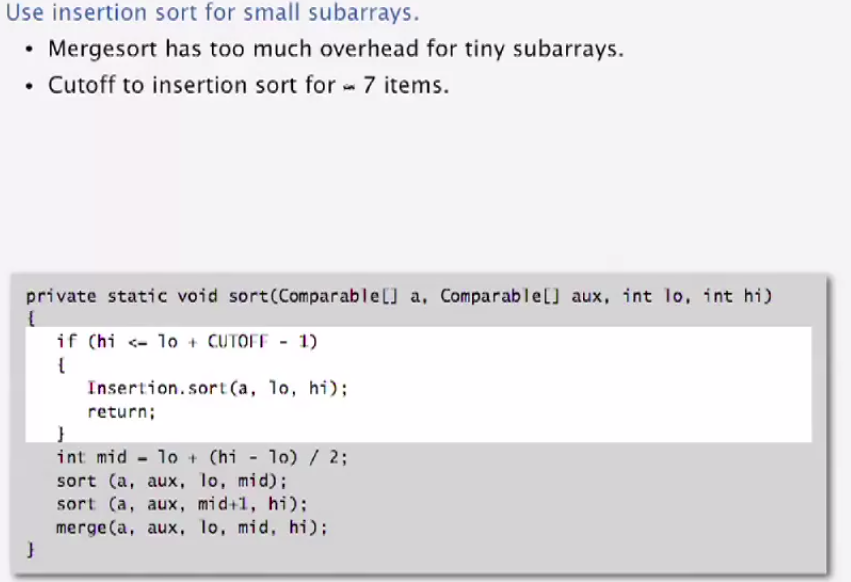 Use insertion sort for small subarrays.
• Mergesort has too much overhead for tiny subarrays.
• Cutoff to insertion sort for ≈ 7 items.
private static void sort(Comparable[] a, Comparable[] aux, int lo, int hi)
{
if (hi <= lo + CUTOFF - 1)
{
Insertion.sort(a, lo, hi);
return;
}
int mid = lo + (hi - lo) / 2;
sort (a, aux, lo, mid);
sort (a, aux, mid+1, hi);
merge(a, aux, lo, mid, hi);
}